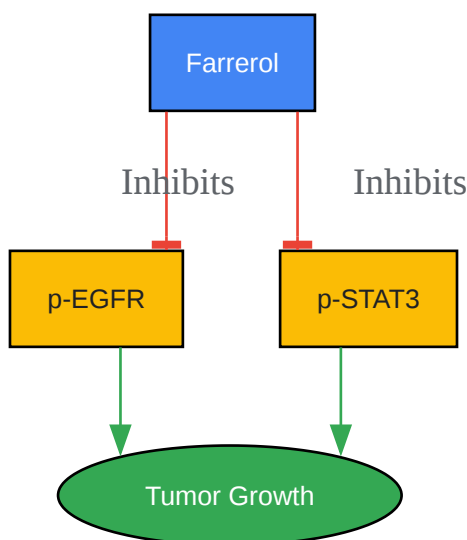 Farrerol
Inhibits
Inhibits
p-EGFR
p-STAT3
Tumor Growth